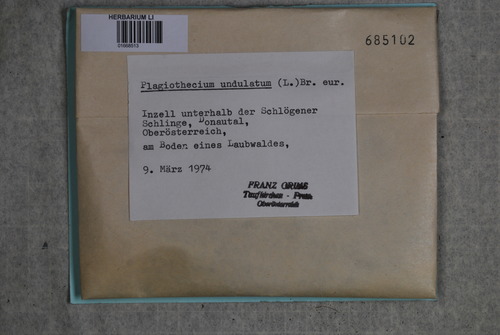 HERBARIUM LI
685102
Plagiothecium undulatum (L.)Br. eur.
Inzell unterhalb der Schlögener
Schlinge, Donautal,
Oberösterreich,
am Boden eines Laubwaldes,
9. März 1974
FRANZ GRIMS
Taufkirchen - Pram
Oberösterreich